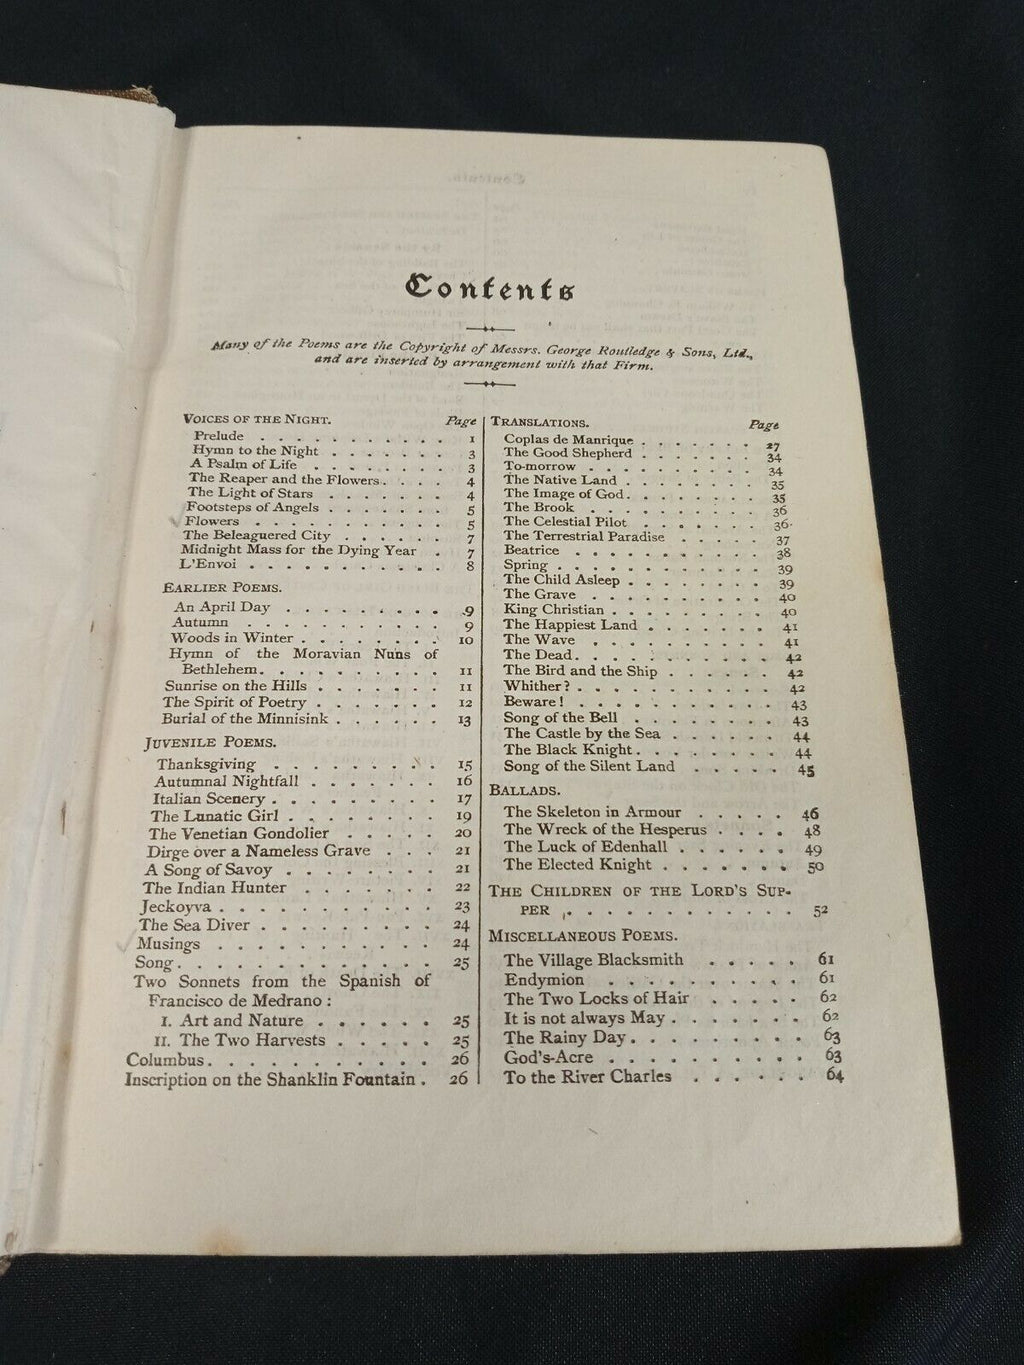 Contents
Many of the Poems are the Copyright of Messrs. George Routledge & Sons, Ltd.,
and are inserted by arrangement with that Firm.
VOICES OF THE NIGHT. Page
Prelude . . . . . . . . . . . 1
Hymn to the Night . . . . . . . 3
A Psalm of Life . . . . . . . . 3
The Reaper and the Flowers . . . . 4
The Light of Stars . . . . . . . 4
Footsteps of Angels . . . . . . . 5
Flowers . . . . . . . . . . . 5
The Beleaguered City . . . . . . 7
Midnight Mass for the Dying Year . 7
L'Envoi . . . . . . . . . . . 8
EARLIER POEMS.
An April Day . . . . . . . . . 9
Autumn . . . . . . . . . . . 9
Woods in Winter . . . . . . . . 10
Hymn of the Moravian Nuns of
Bethlehem. . . . . . . . . . 11
Sunrise on the Hills . . . . . . . 11
The Spirit of Poetry . . . . . . . 12
Burial of the Minnisink . . . . . . 13
JUVENILE POEMS.
Thanksgiving . . . . . . . . . 15
Autumnal Nightfall . . . . . . . 16
Italian Scenery . . . . . . . . . 17
The Lunatic Girl . . . . . . . . 19
The Venetian Gondolier . . . . . 20
Dirge over a Nameless Grave . . . 21
A Song of Savoy . . . . . . . . 21
The Indian Hunter . . . . . . . 22
Jeckoyva . . . . . . . . . . . 23
The Sea Diver . . . . . . . . . 24
Musings . . . . . . . . . . . 24
Song. . . . . . . . . . . . . 25
Two Sonnets from the Spanish of
Francisco de Medrano :
I. Art and Nature . . . . . . 25
II. The Two Harvests . . . . . 25
Columbus. . . . . . . . . . . 26
Inscription on the Shanklin Fountain . 26
TRANSLATIONS. Page
Coplas de Manrique . . . . . . . 27
The Good Shepherd . . . . . . . 34
To-morrow . . . . . . . . . . 34
The Native Land . . . . . . . . 35
The Image of God. . . . . . . . 35
The Brook . . . . . . . . . . 36
The Celestial Pilot . . . . . . . 36
The Terrestrial Paradise . . . . . 37
Beatrice . . . . . . . . . . . 38
Spring . . . . . . . . . . . . 39
The Child Asleep . . . . . . . . 39
The Grave . . . . . . . . . . 40
King Christian . . . . . . . . . 40
The Happiest Land . . . . . . . 41
The Wave . . . . . . . . . . 41
The Dead. . . . . . . . . . . 42
The Bird and the Ship . . . . . . 42
Whither ? . . . . . . . . . . . 42
Beware ! . . . . . . . . . . . 43
Song of the Bell . . . . . . . . 43
The Castle by the Sea . . . . . . 44
The Black Knight . . . . . . . . 44
Song of the Silent Land . . . . . 45
BALLADS.
The Skeleton in Armour . . . . . 46
The Wreck of the Hesperus . . . . 48
The Luck of Edenhall . . . . . . 49
The Elected Knight . . . . . . . 50
THE CHILDREN OF THE LORD'S SUP-
PER . . . . . . . . . . . . 52
MISCELLANEOUS POEMS.
The Village Blacksmith . . . . . 61
Endymion . . . . . . . . . . 61
The Two Locks of Hair . . . . . 62
It is not always May . . . . . . . 62
The Rainy Day . . . . . . . . . 63
God's-Acre . . . . . . . . . . 63
To the River Charles . . . . . . 64